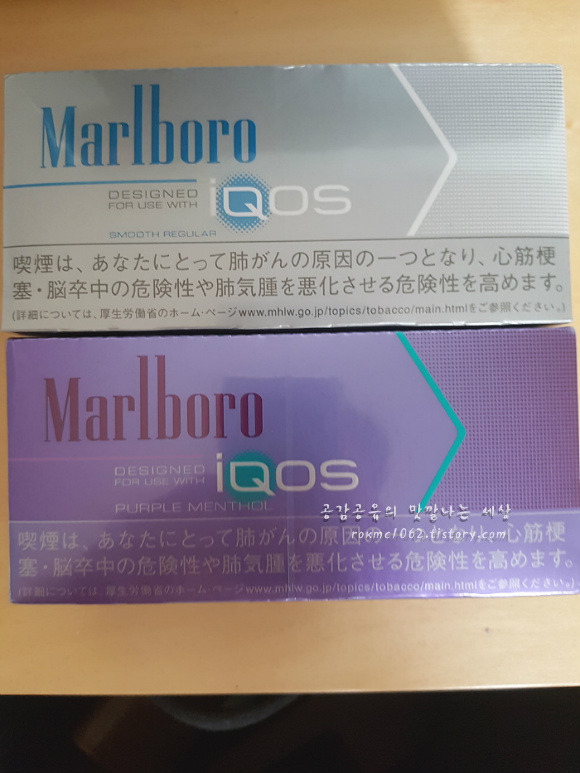 Marlboro
DESIGNED
FOR USE WITH
iQOS
SMOOTH REGULAR
喫煙は、あなたにとって肺がんの原因の一つとなり、心筋梗
塞・脳卒中の危険性や肺気腫を悪化させる危険性を高めます。
(詳細については、厚生労働省のホーム・ページwww.mhlw.go.jp/topics/tobacco/main.htmlをご参照ください。)
Marlboro
DESIGNED
FOR USE WITH
iQOS
PURPLE MENTHOL
공감공유의 맛깔나는 세상
rokmc1062.tistory.com
喫煙は、あなたにとって肺がんの原因の一つとなり、心筋梗
塞・脳卒中の危険性や肺気腫を悪化させる危険性を高めます。
(詳細については、厚生労働省のホーム・ページwww.mhlw.go.jp/topics/tobacco/main.htmlをご参照ください。)